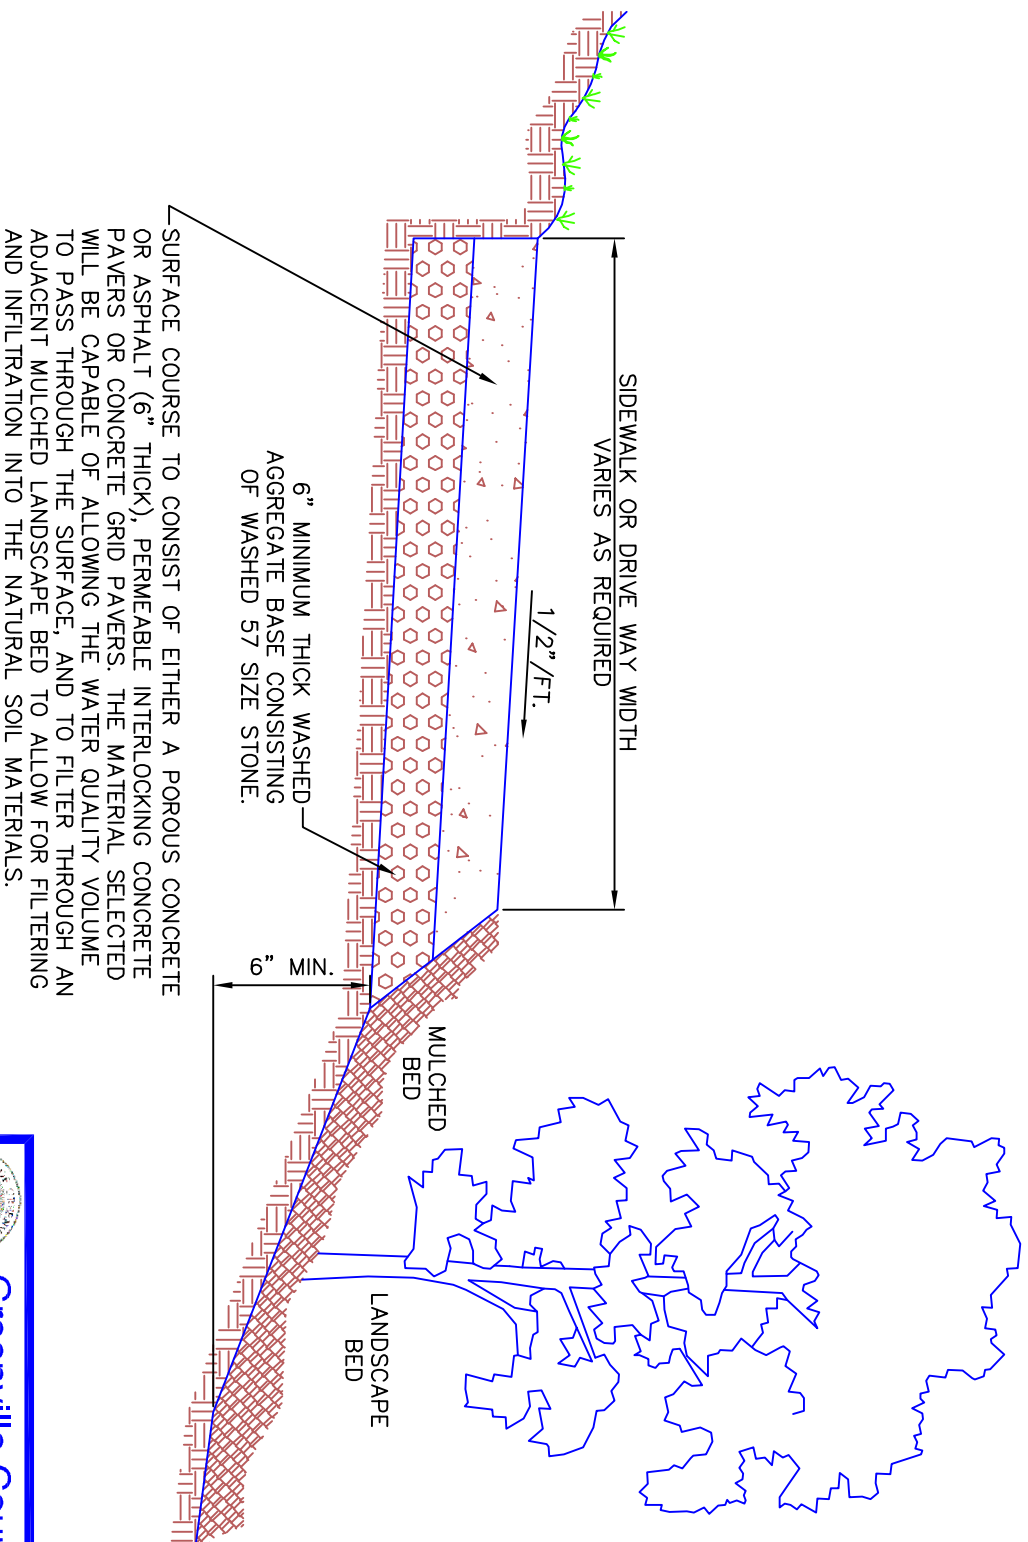 SIDEWALK OR DRIVE WAY WIDTH
VARIES AS REQUIRED
1/2"/FT.
MULCHED
BED
LANDSCAPE
BED
6" MINIMUM THICK WASHED
AGGREGATE BASE CONSISTING
OF WASHED 57 SIZE STONE.
6" MIN.
SURFACE COURSE TO CONSIST OF EITHER A POROUS CONCRETE
OR ASPHALT (6" THICK), PERMEABLE INTERLOCKING CONCRETE
PAVERS OR CONCRETE GRID PAVERS. THE MATERIAL SELECTED
WILL BE CAPABLE OF ALLOWING THE WATER QUALITY VOLUME
TO PASS THROUGH THE SURFACE, AND TO FILTER THROUGH AN
ADJACENT MULCHED LANDSCAPE BED TO ALLOW FOR FILTERING
AND INFILTRATION INTO THE NATURAL SOIL MATERIALS.